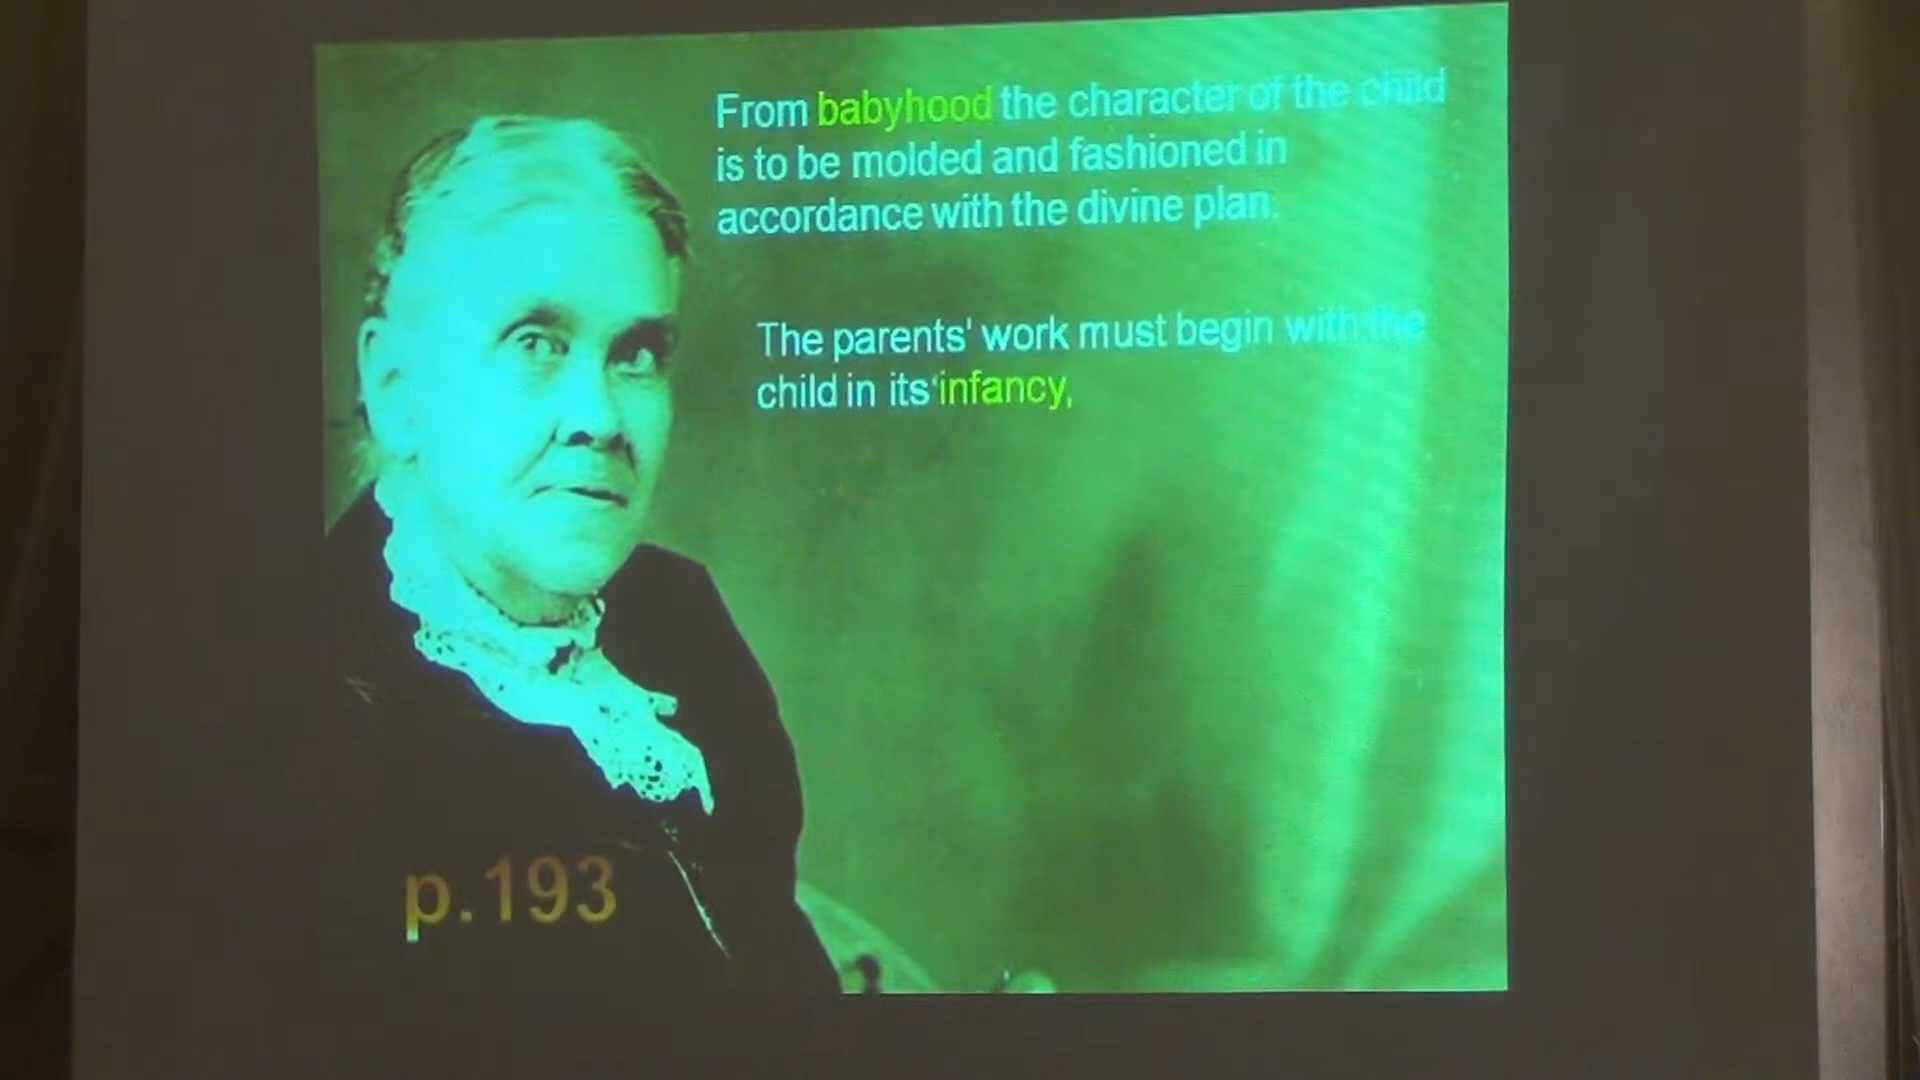 From babyhood the character of the child
is to be molded and fashioned in
accordance with the divine plan.
The parents' work must begin with the
child in its infancy,
p.193